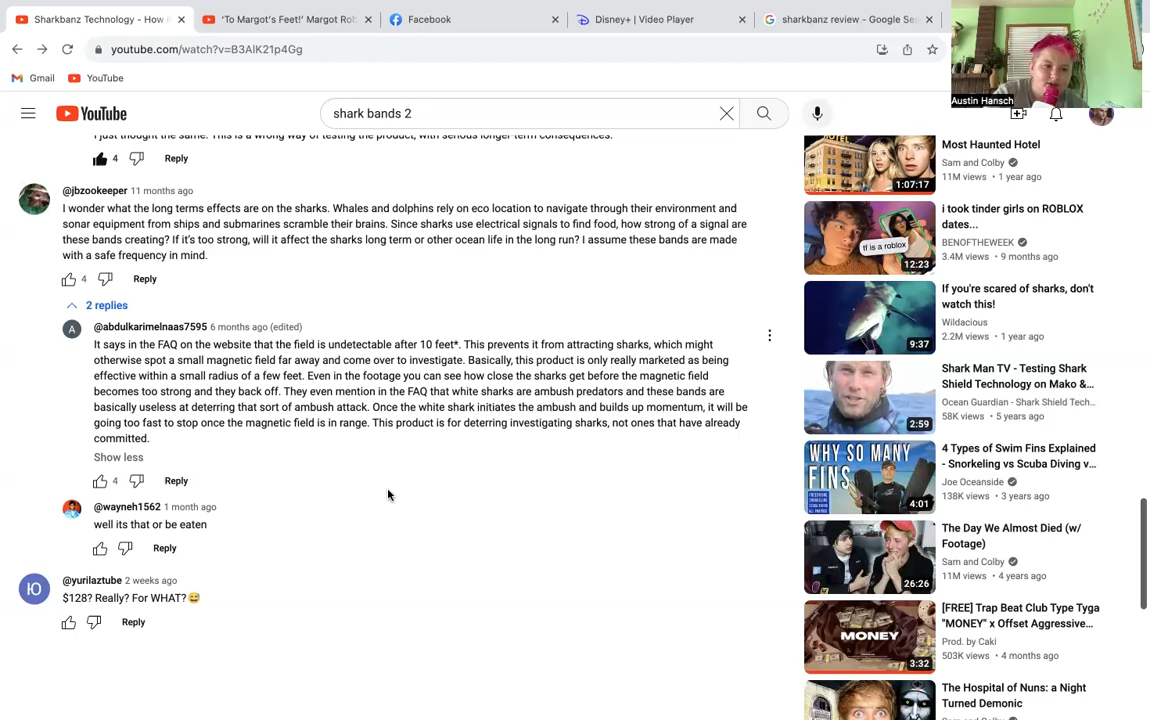 Sharkbanz Technology - How
'To Margot's Feet!' Margot Rob
Facebook
Disney+ | Video Player
sharkbanz review - Google Se
youtube.com/watch?v=B3AlK21p4Gg
Gmail
YouTube
Austin Hansch
YouTube
shark bands 2
I just thought the same. This is a wrong way of testing the product, with serious longer-term consequences.
4
Reply
@jbzookeeper 11 months ago
I wonder what the long terms effects are on the sharks. Whales and dolphins rely on eco location to navigate through their environment and
sonar equipment from ships and submarines scramble their brains. Since sharks use electrical signals to find food, how strong of a signal are
these bands creating? If it's too strong, will it affect the sharks long term or other ocean life in the long run? I assume these bands are made
with a safe frequency in mind.
4
Reply
2 replies
A
@abdulkarimelnaas7595 6 months ago (edited)
It says in the FAQ on the website that the field is undetectable after 10 feet*. This prevents it from attracting sharks, which might
otherwise spot a small magnetic field far away and come over to investigate. Basically, this product is only really marketed as being
effective within a small radius of a few feet. Even in the footage you can see how close the sharks get before the magnetic field
becomes too strong and they back off. They even mention in the FAQ that white sharks are ambush predators and these bands are
basically useless at deterring that sort of ambush attack. Once the white shark initiates the ambush and builds up momentum, it will be
going too fast to stop once the magnetic field is in range. This product is for deterring investigating sharks, not ones that have already
committed.
Show less
4
Reply
@wayneh1562 1 month ago
well its that or be eaten
Reply
Ю
@yurilaztube 2 weeks ago
$128? Really? For WHAT?😅
Reply
1:07:17
Most Haunted Hotel
Sam and Colby
11M views • 1 year ago
tf is a roblox
12:23
i took tinder girls on ROBLOX
dates...
BENOFTHEWEEK
3.4M views • 9 months ago
9:37
If you're scared of sharks, don't
watch this!
Wildacious
2.2M views • 1 year ago
2:59
Shark Man TV - Testing Shark
Shield Technology on Mako &...
Ocean Guardian - Shark Shield Tech...
58K views • 5 years ago
WHY SO MANY
FINS
4:01
4 Types of Swim Fins Explained
- Snorkeling vs Scuba Diving v...
Joe Oceanside
138K views • 3 years ago
26:26
The Day We Almost Died (w/
Footage)
Sam and Colby
11M views • 4 years ago
MONEY
3:32
[FREE] Trap Beat Club Type Tyga
"MONEY" x Offset Aggressive...
Prod. by Caki
503K views • 4 months ago
The Hospital of Nuns: a Night
Turned Demonic